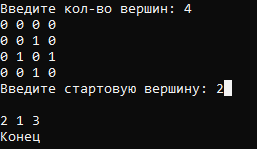 Введите кол-во вершин: 4
0 0 0 0
0 0 1 0
0 1 0 1
0 0 1 0
Введите стартовую вершину: 2
2 1 3
Конец